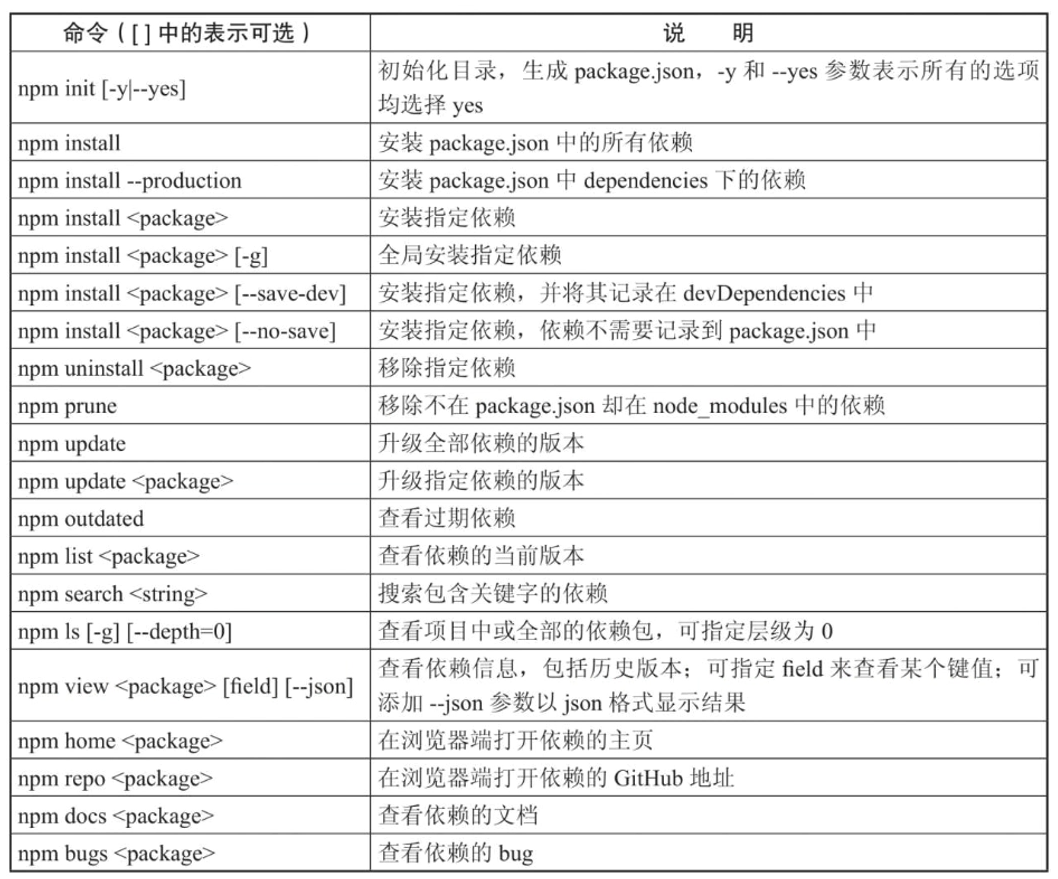 命令（[ ] 中的表示可选） 说 明
npm init [-y|--yes] 初始化目录，生成 package.json，-y 和 --yes 参数表示所有的选项
均选择 yes
npm install 安装 package.json 中的所有依赖
npm install --production 安装 package.json 中 dependencies 下的依赖
npm install <package> 安装指定依赖
npm install <package> [-g] 全局安装指定依赖
npm install <package> [--save-dev] 安装指定依赖，并将其记录在 devDependencies 中
npm install <package> [--no-save] 安装指定依赖，依赖不需要记录到 package.json 中
npm uninstall <package> 移除指定依赖
npm prune 移除不在 package.json 却在 node_modules 中的依赖
npm update 升级全部依赖的版本
npm update <package> 升级指定依赖的版本
npm outdated 查看过期依赖
npm list <package> 查看依赖的当前版本
npm search <string> 搜索包含关键字的依赖
npm ls [-g] [--depth=0] 查看项目中或全部的依赖包，可指定层级为 0
npm view <package> [field] [--json] 查看依赖信息，包括历史版本；可指定 field 来查看某个键值；可
添加 --json 参数以 json 格式显示结果
npm home <package> 在浏览器端打开依赖的主页
npm repo <package> 在浏览器端打开依赖的 GitHub 地址
npm docs <package> 查看依赖的文档
npm bugs <package> 查看依赖的 bug